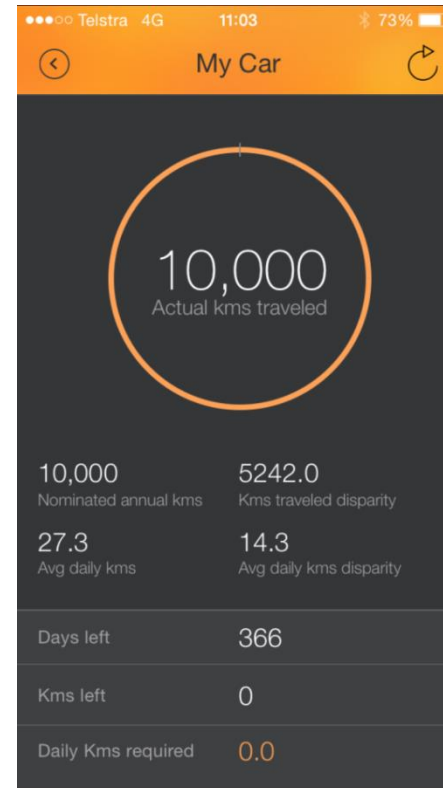 Telstra 4G 11:03 73%
My Car
10,000
Actual kms traveled
10,000 5242.0
Nominated annual kms Kms traveled disparity
27.3 14.3
Avg daily kms Avg daily kms disparity
Days left 366
Kms left 0
Daily Kms required 0.0